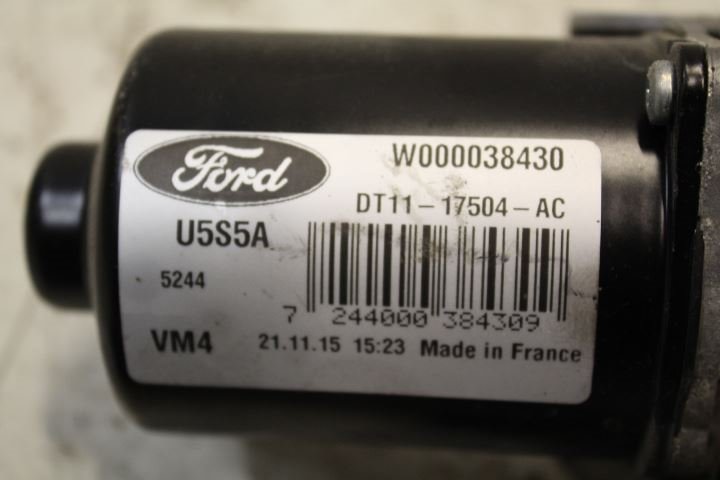 Ford
W000038430
DT11-17504-AC
U5S5A
5244
7 244000 384309
VM4
21.11.15 15:23 Made in France